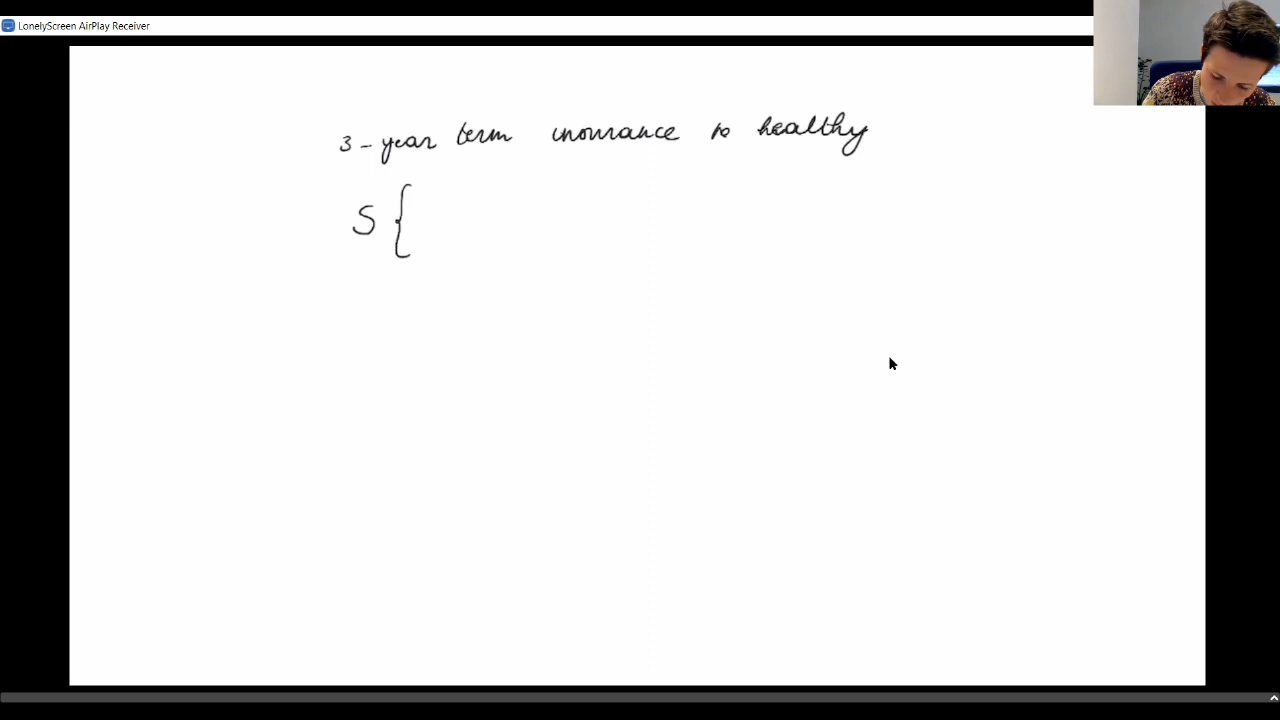 LonelyScreen AirPlay Receiver
3-year term insurance to healthy
S {